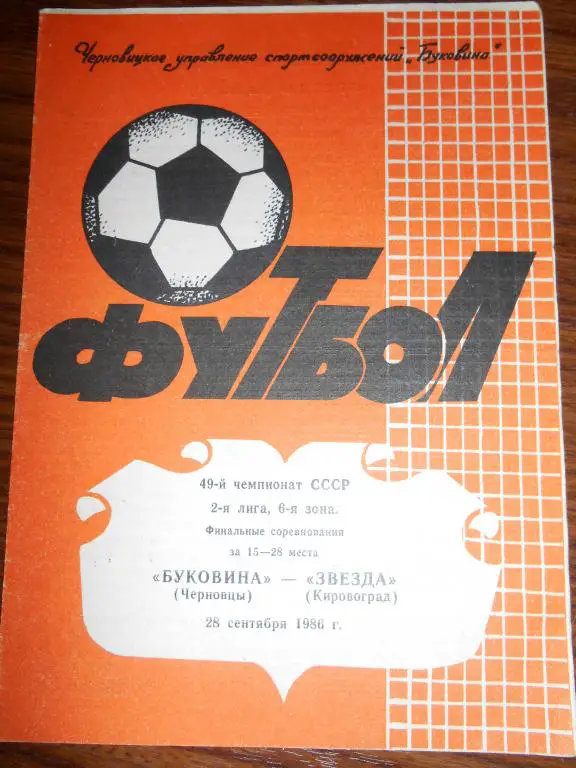 Черновицкое управление спортсооружений „Буковина"
ФУТБОЛ
49-й чемпионат СССР
2-я лига, 6-я зона.
Финальные соревнования
за 15—28 места
«БУКОВИНА» — «ЗВЕЗДА»
(Черновцы) (Кировоград)
28 сентября 1986 г.